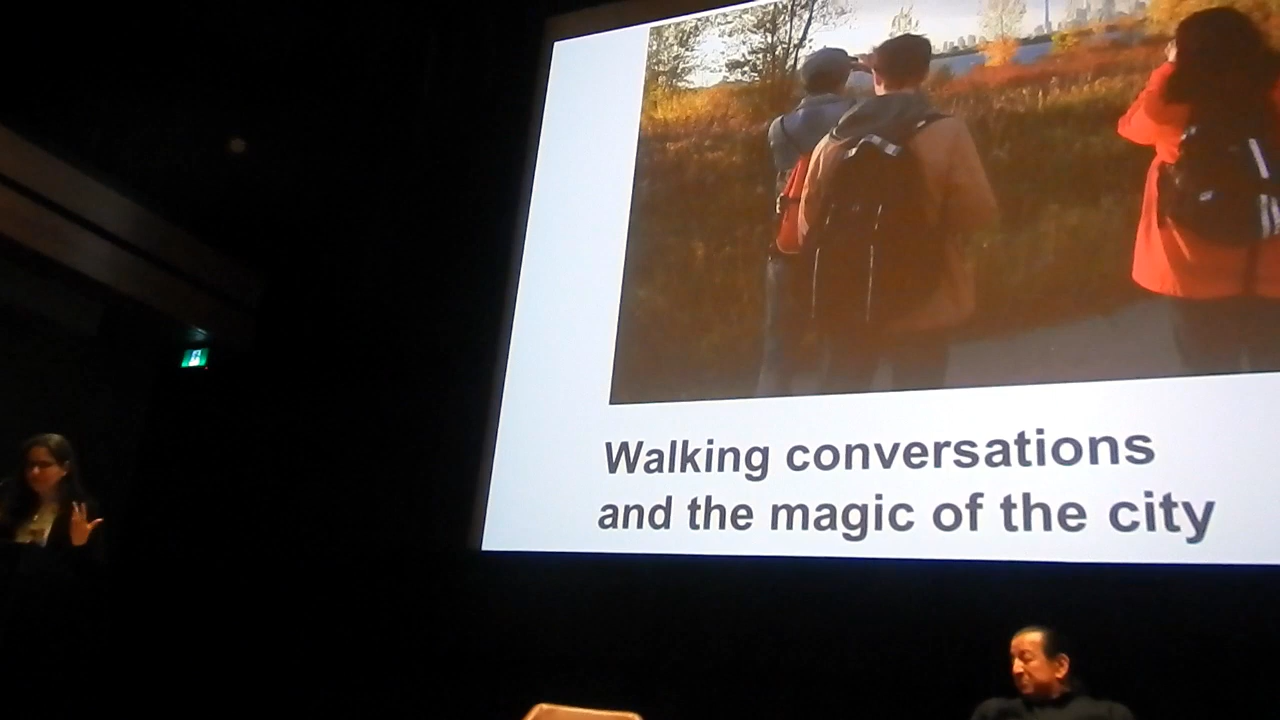 Walking conversations
and the magic of the city